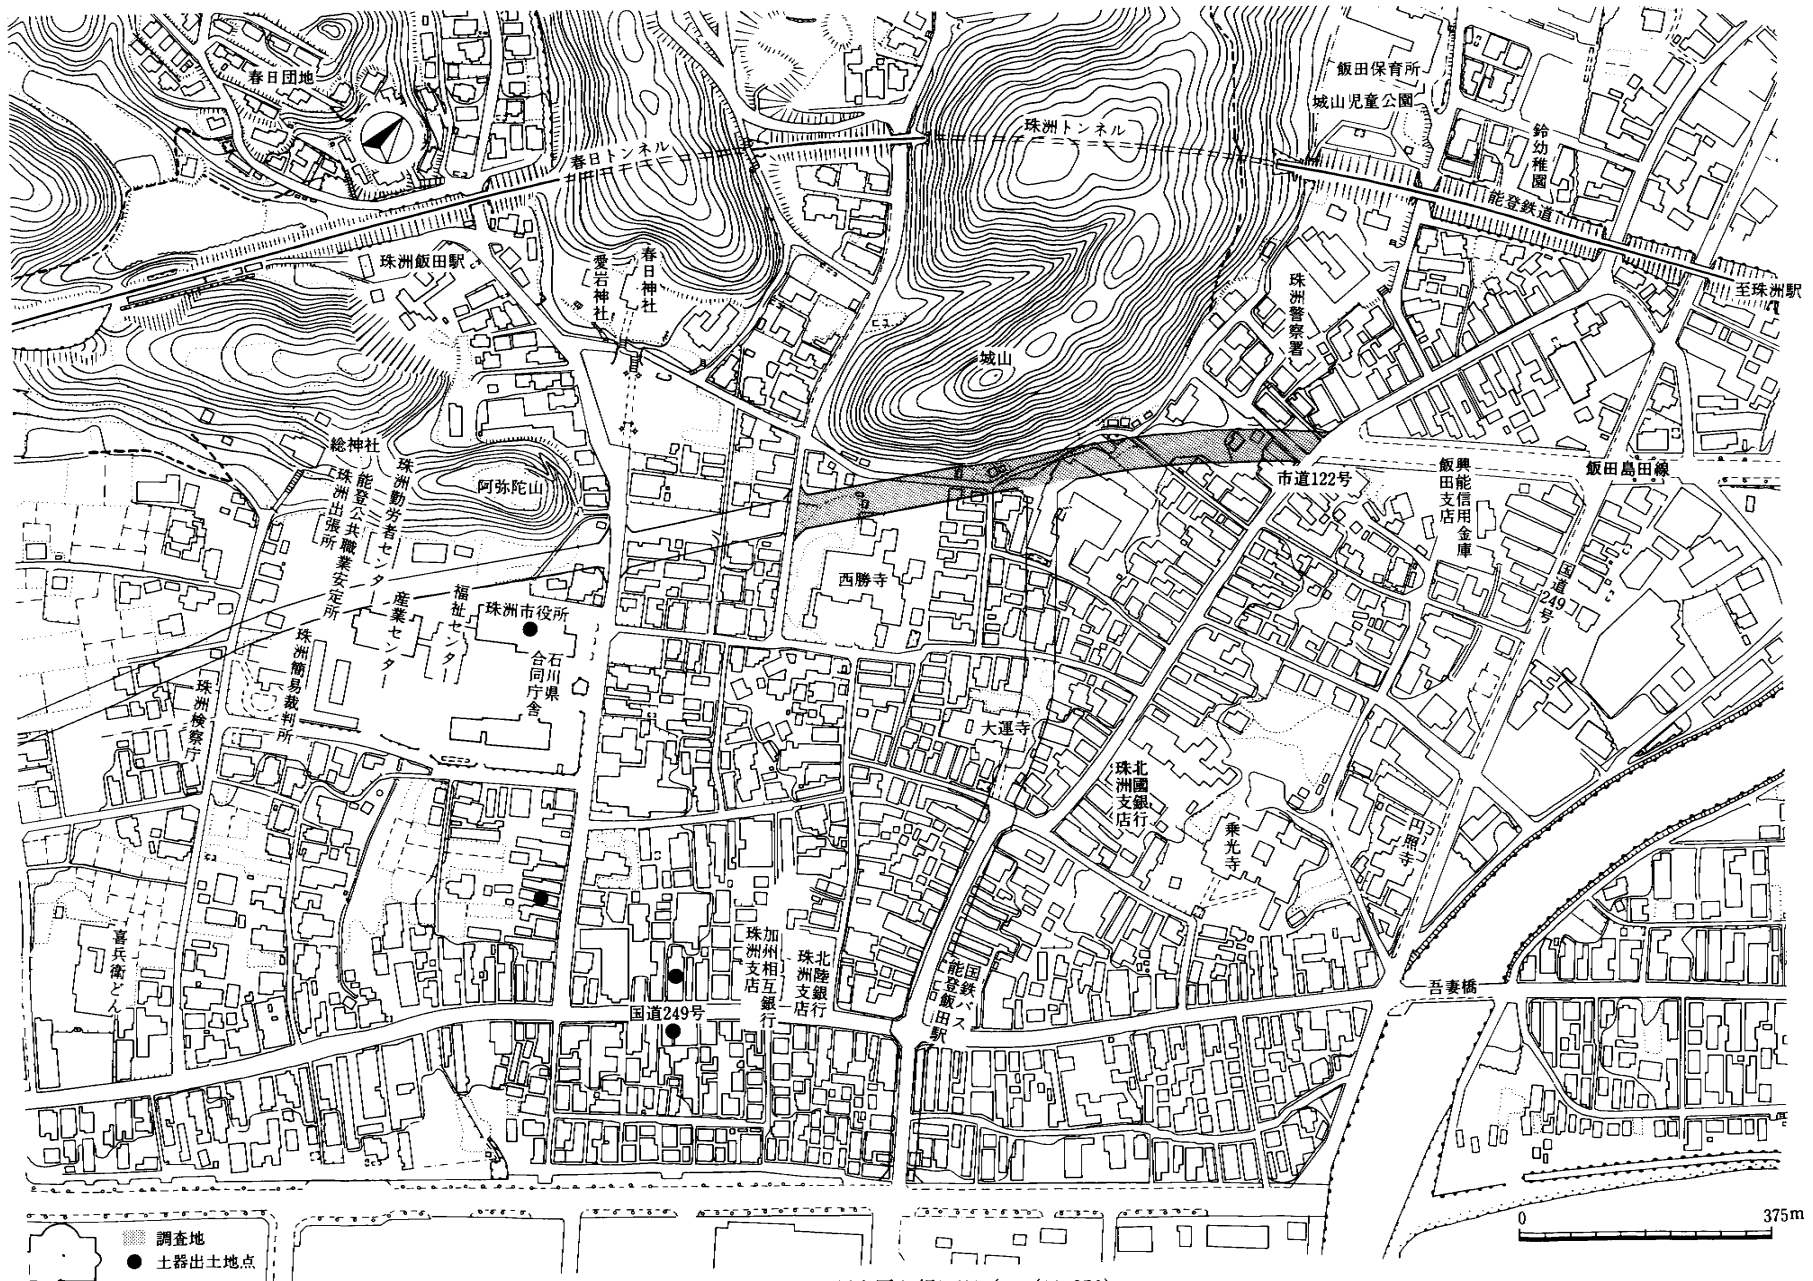 春日団地
春日トンネル
珠洲トンネル
飯田保育所
城山児童公園
鈴幼稚園
能登鉄道
至珠洲駅
珠洲飯田駅
愛岩神社
春日神社
珠洲警察署
城山
総神社
阿弥陀山
市道122号
飯田島田線
興能信用金庫
飯田支店
国道249号
珠洲勤労者センター
能登公共職業安定所
珠洲出張所
産業センター
福祉センター
珠洲市役所
西勝寺
石川県
合同庁舎
珠洲簡易裁判所
珠洲検察庁
大運寺
北國銀行
珠洲支店
乗光寺
円照寺
喜兵衛どん
加州相互銀行
珠洲支店
北陸銀行
珠洲支店
国鉄バス
能登飯田駅
吾妻橋
国道249号
調査地
土器出土地点
0 375m